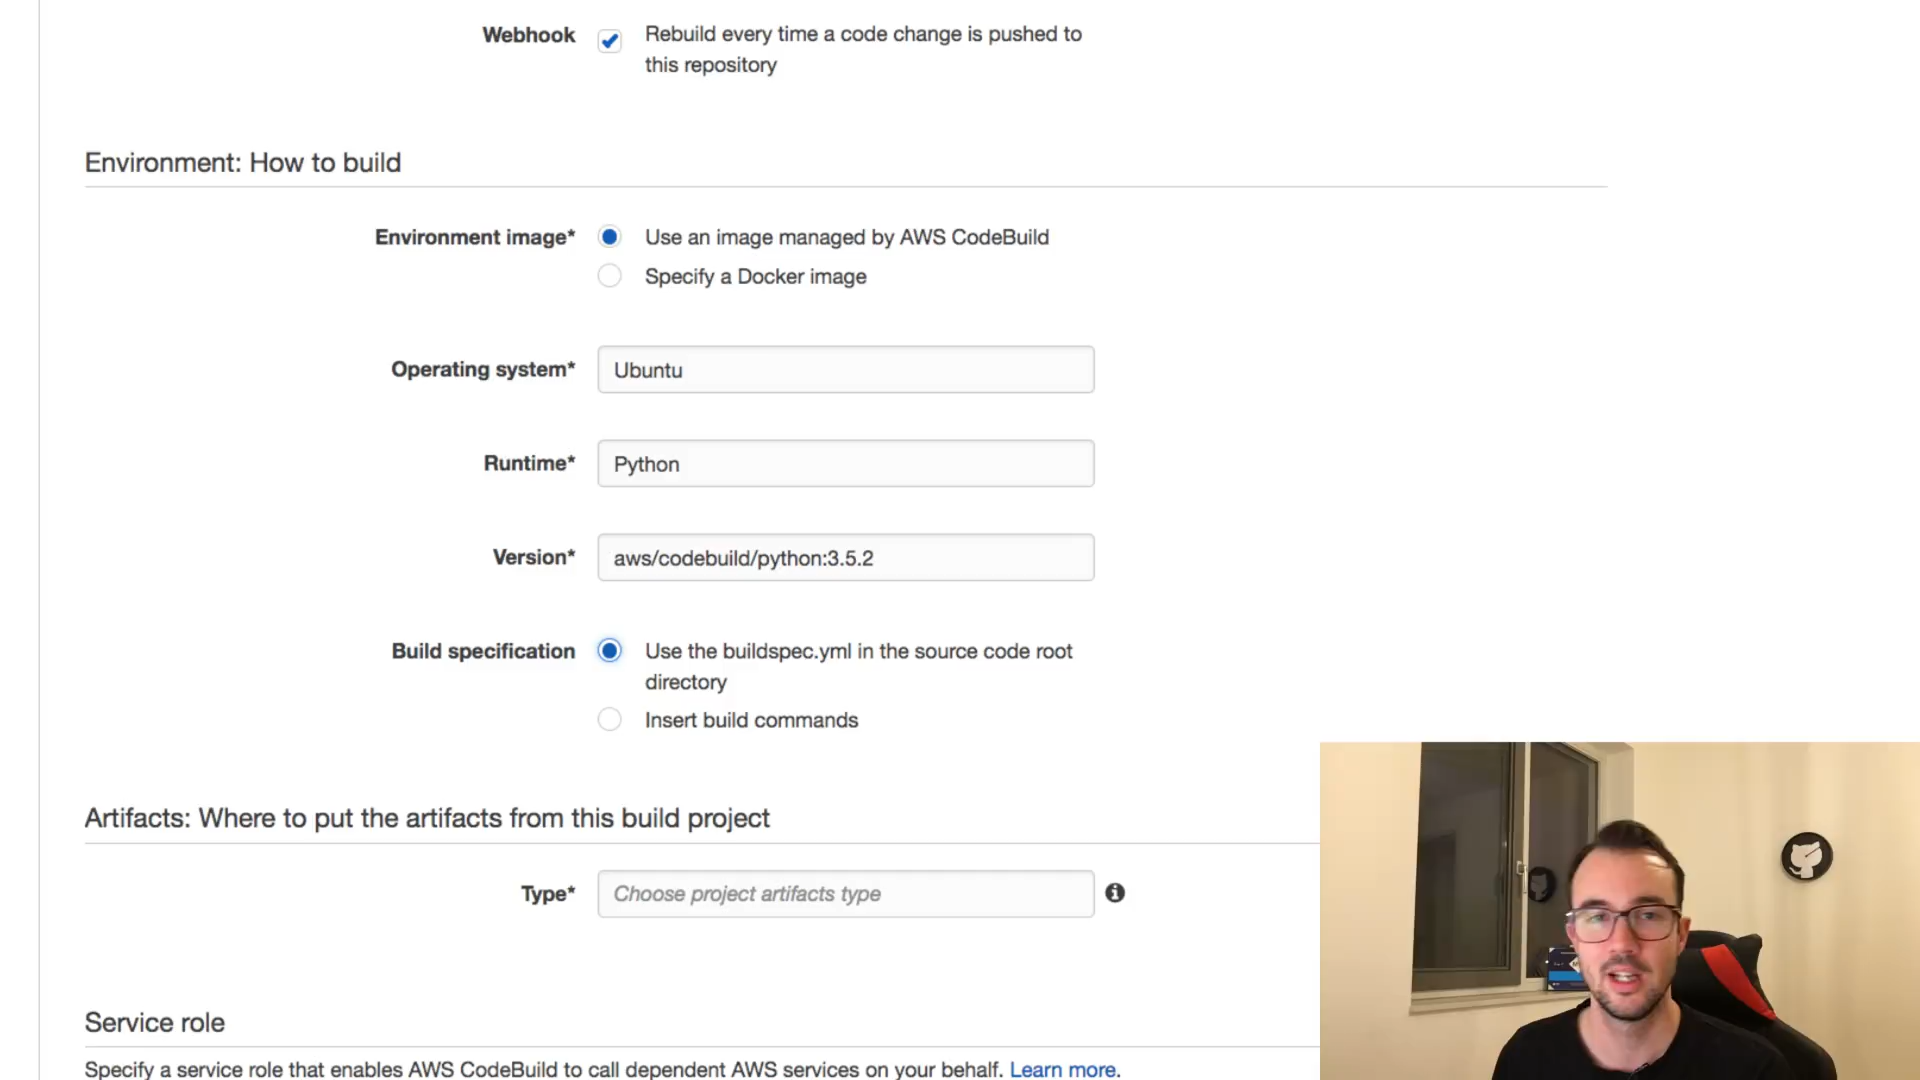 Webhook
Rebuild every time a code change is pushed to
this repository
Environment: How to build
Environment image*
Use an image managed by AWS CodeBuild
Specify a Docker image
Operating system*
Ubuntu
Runtime*
Python
Version*
aws/codebuild/python:3.5.2
Build specification
Use the buildspec.yml in the source code root
directory
Insert build commands
Artifacts: Where to put the artifacts from this build project
Type*
Choose project artifacts type
Service role
Specify a service role that enables AWS CodeBuild to call dependent AWS services on your behalf. Learn more.